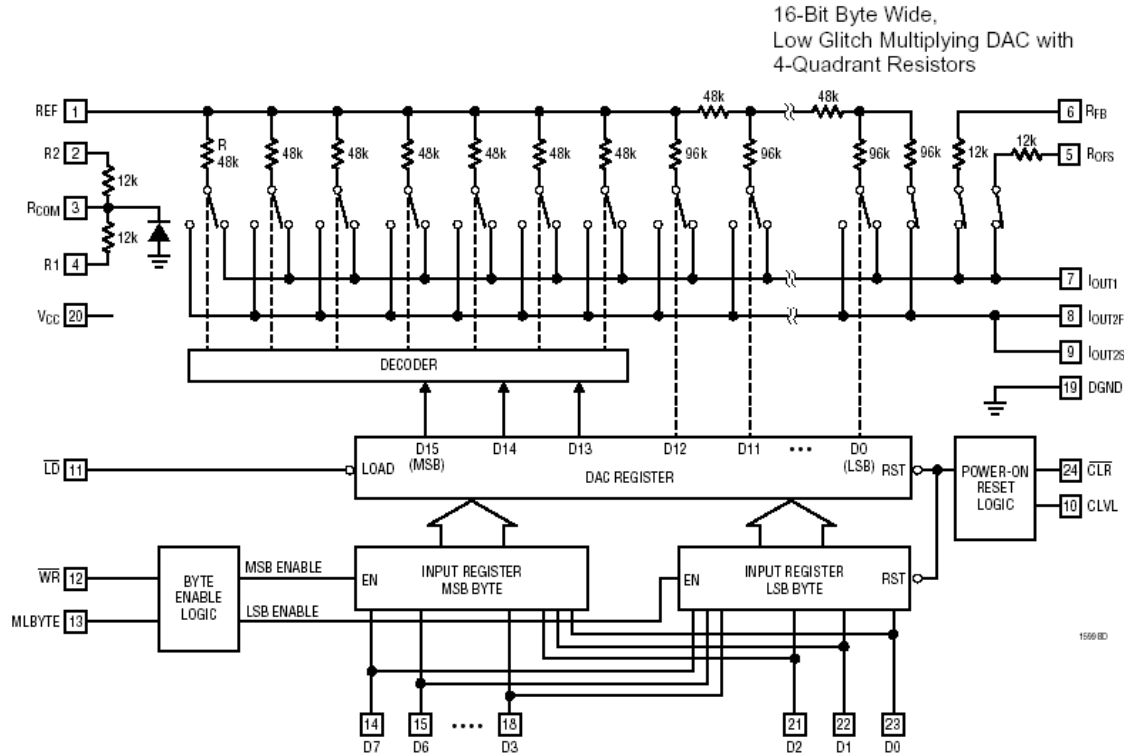 16-Bit Byte Wide,
Low Glitch Multiplying DAC with
4-Quadrant Resistors
48k 48k
REF 1
6 RFB
R2 2
R
48k 48k 48k 48k 48k 48k 48k 96k 96k 96k 96k 12k
12k
5 ROFS
12k
RCOM 3
12k
R1 4
7 IOUT1
VCC 20
8 IOUT2F
9 IOUT2S
DECODER
19 DGND
D15
(MSB)
D14 D13 D12 D11 ••• D0
(LSB)
LD 11
LOAD
DAC REGISTER
RST
POWER-ON
RESET
LOGIC
24 CLR
10 CLVL
WR 12
MLBYTE 13
BYTE
ENABLE
LOGIC
MSB ENABLE
LSB ENABLE
EN
INPUT REGISTER
MSB BYTE
EN
INPUT REGISTER
LSB BYTE
RST
1599 BD
14 15 •••• 18 21 22 23
D7 D6 D3 D2 D1 D0